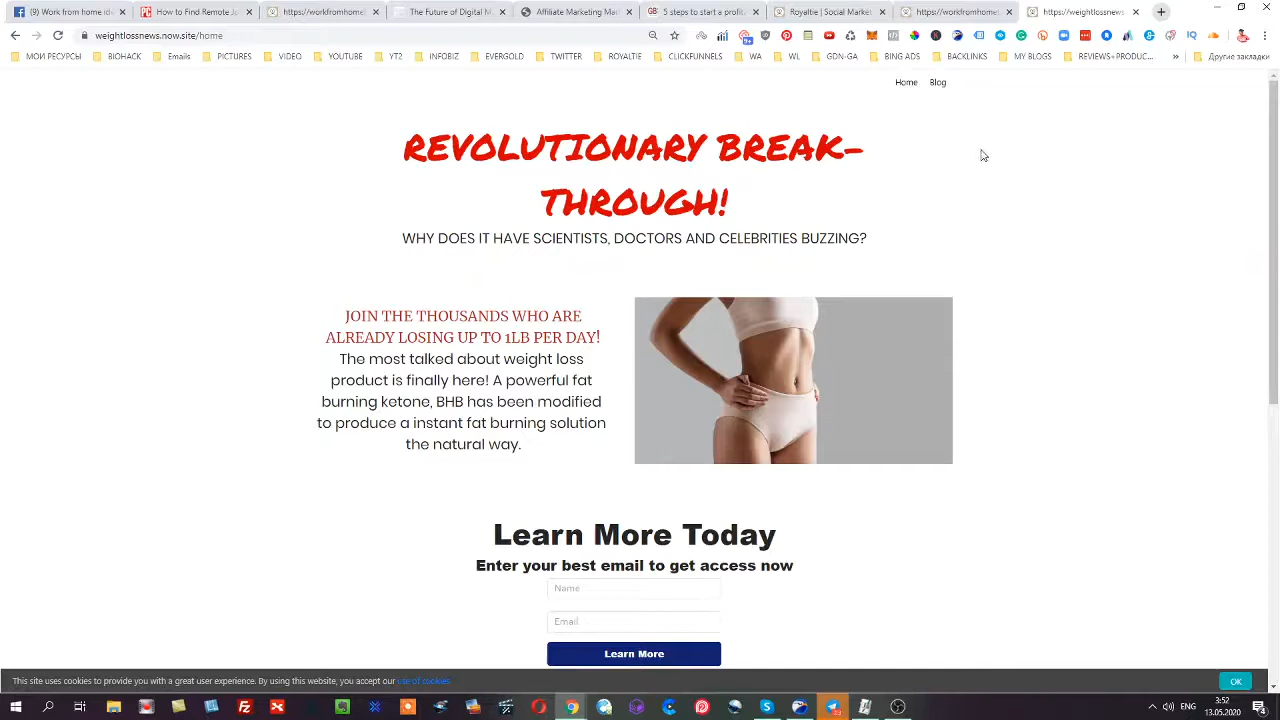 Work from home| idea
How to Find Remote Jo
https//workfromhome|
The Future of Digital M
Affiliate Marketing Mad
5 steps to start a profita
Royaltie | Social Market
https://workfromhome
https://weightlossnews
weightlossnews.now.site/home
МОИ РЕСУРСЫ
BIOHACK
Emails
PICTURES
VIDEO
YOUTUBE
YT2
INFOBIZ
EVERGOLD
TWITTER
ROYALTIE
CLICKFUNNELS
WA
WL
GDN-GA
BING ADS
BACKLINKS
MY BLOGS
REVIEWS+PRODUC...
Другие закладки
Home
Blog
REVOLUTIONARY BREAK-
THROUGH!
WHY DOES IT HAVE SCIENTISTS, DOCTORS AND CELEBRITIES BUZZING?
JOIN THE THOUSANDS WHO ARE
ALREADY LOSING UP TO 1LB PER DAY!
The most talked about weight loss
product is finally here! A powerful fat
burning ketone, BHB has been modified
to produce a instant fat burning solution
the natural way.
Learn More Today
Enter your best email to get access now
Name
Email
Learn More
This site uses cookies to provide you with a great user experience. By using this website, you accept our use of cookies
OK
ENG
3:52
13.05.2020